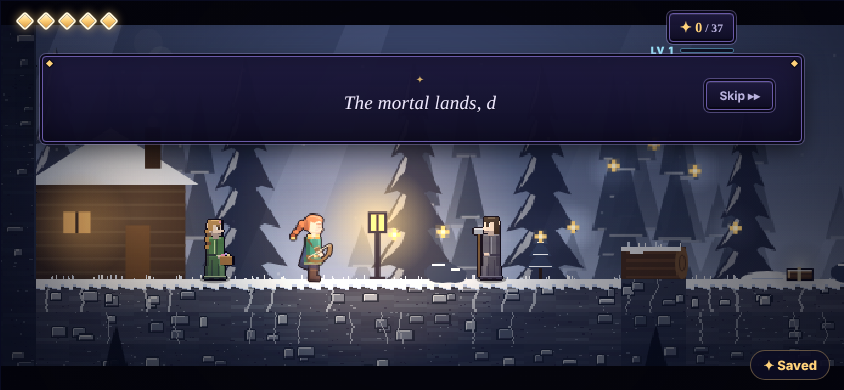 ✦ 0 / 37
LV 1
The mortal lands, d
Skip ▸▸
✦ Saved